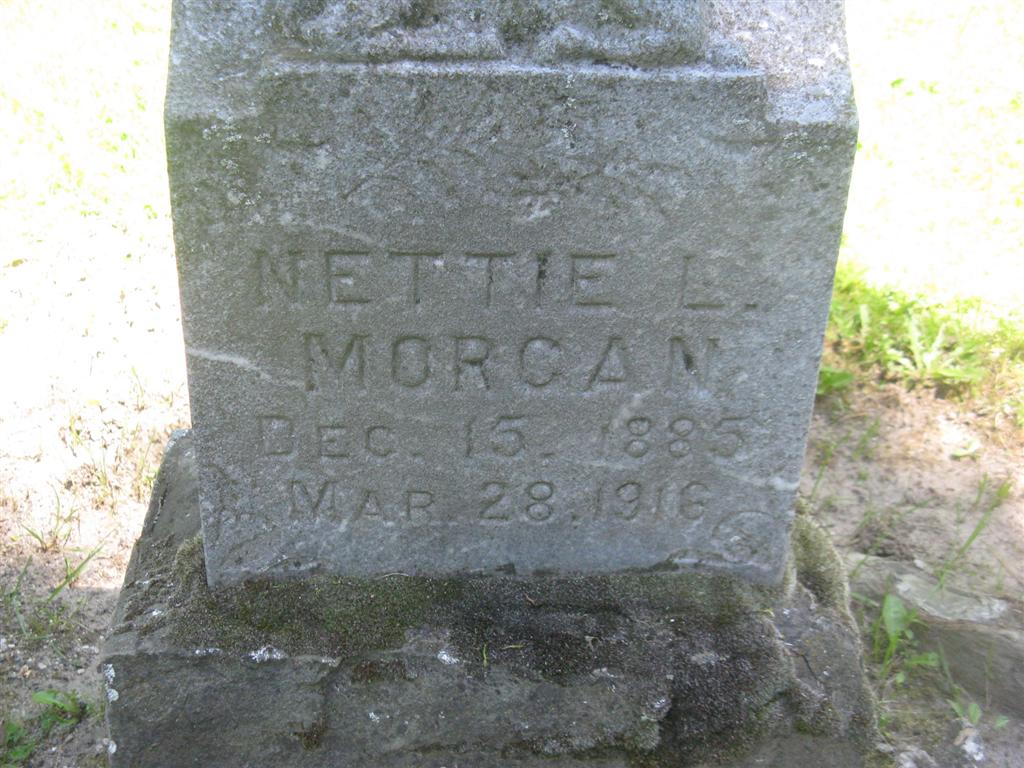 NETTIE L.
MORGAN
DEC. 15. 1885
MAR. 28, 1916